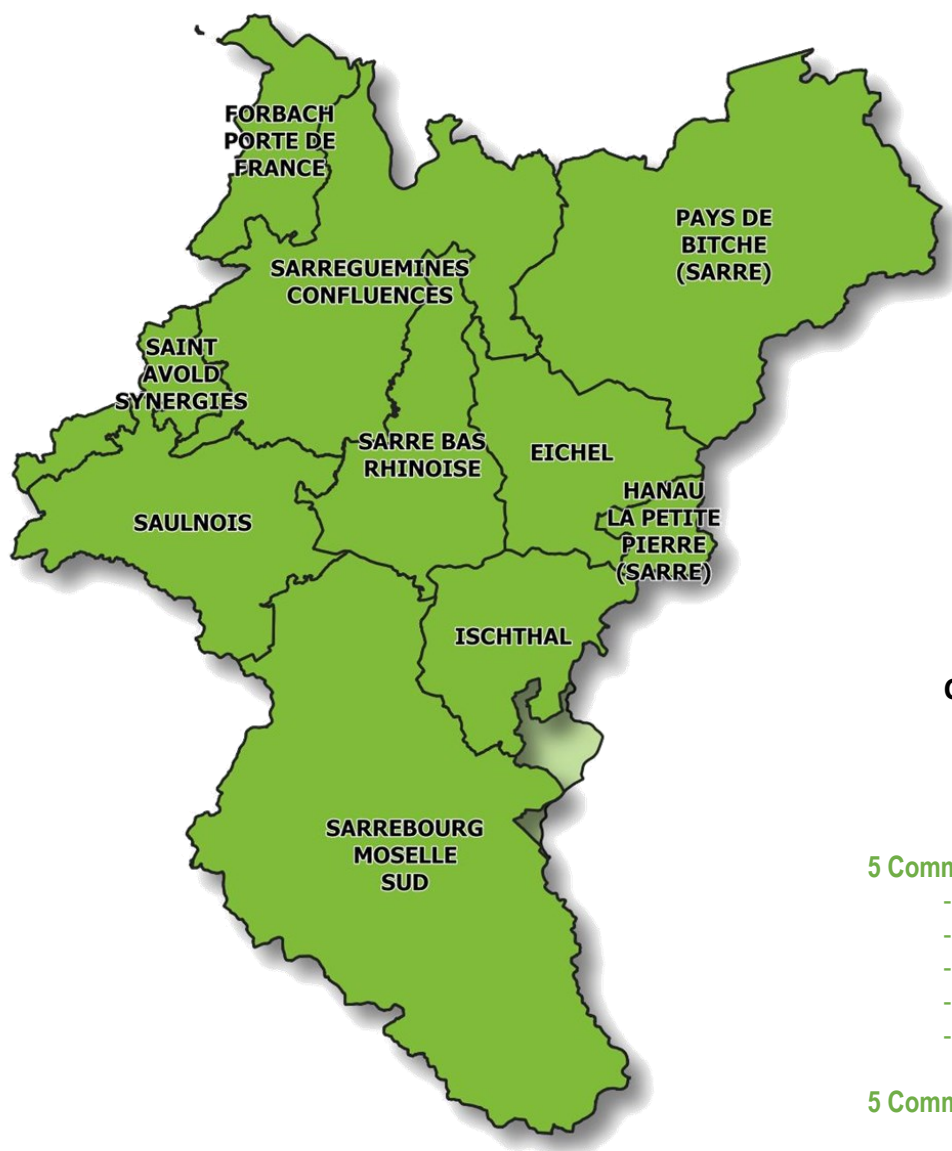 FORBACH
PORTE DE
FRANCE
PAYS DE
BITCHE
(SARRE)
SARREGUEMINES
CONFLUENCES
SAINT
AVOLD
SYNERGIES
SARRE BAS
RHINOISE
EICHEL
HANAU
LA PETITE
PIERRE
(SARRE)
SAULNOIS
ISCHTHAL
SARREBOURG
MOSELLE
SUD
5 Comm
-
-
-
-
-
5 Comm